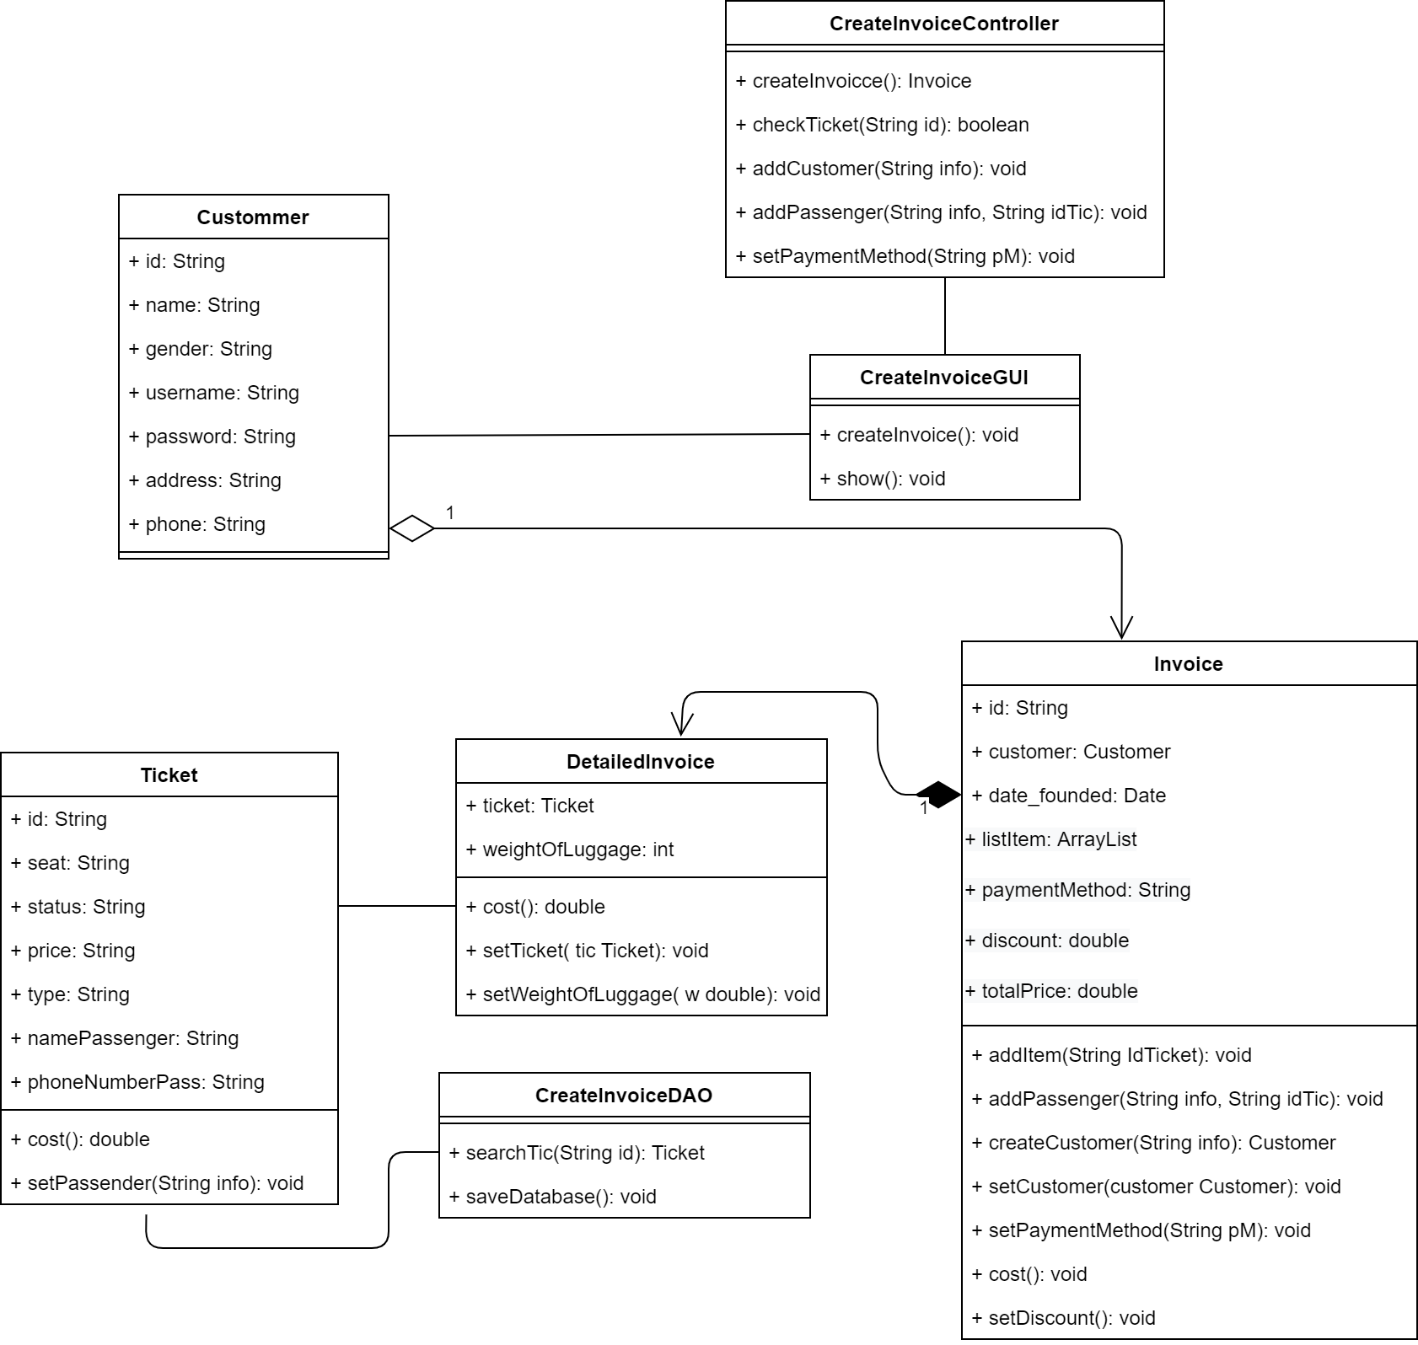 CreateInvoiceController
+ createInvoicce(): Invoice
+ checkTicket(String id): boolean
+ addCustomer(String info): void
+ addPassenger(String info, String idTic): void
+ setPaymentMethod(String pM): void
Custommer
+ id: String
+ name: String
+ gender: String
+ username: String
+ password: String
+ address: String
+ phone: String
CreateInvoiceGUI
+ createInvoice(): void
+ show(): void
1
Invoice
+ id: String
+ customer: Customer
+ date_founded: Date
+ listItem: ArrayList
+ paymentMethod: String
+ discount: double
+ totalPrice: double
+ addItem(String IdTicket): void
+ addPassenger(String info, String idTic): void
+ createCustomer(String info): Customer
+ setCustomer(customer Customer): void
+ setPaymentMethod(String pM): void
+ cost(): void
+ setDiscount(): void
1
DetailedInvoice
+ ticket: Ticket
+ weightOfLuggage: int
+ cost(): double
+ setTicket( tic Ticket): void
+ setWeightOfLuggage( w double): void
Ticket
+ id: String
+ seat: String
+ status: String
+ price: String
+ type: String
+ namePassenger: String
+ phoneNumberPass: String
+ cost(): double
+ setPassender(String info): void
CreateInvoiceDAO
+ searchTic(String id): Ticket
+ saveDatabase(): void